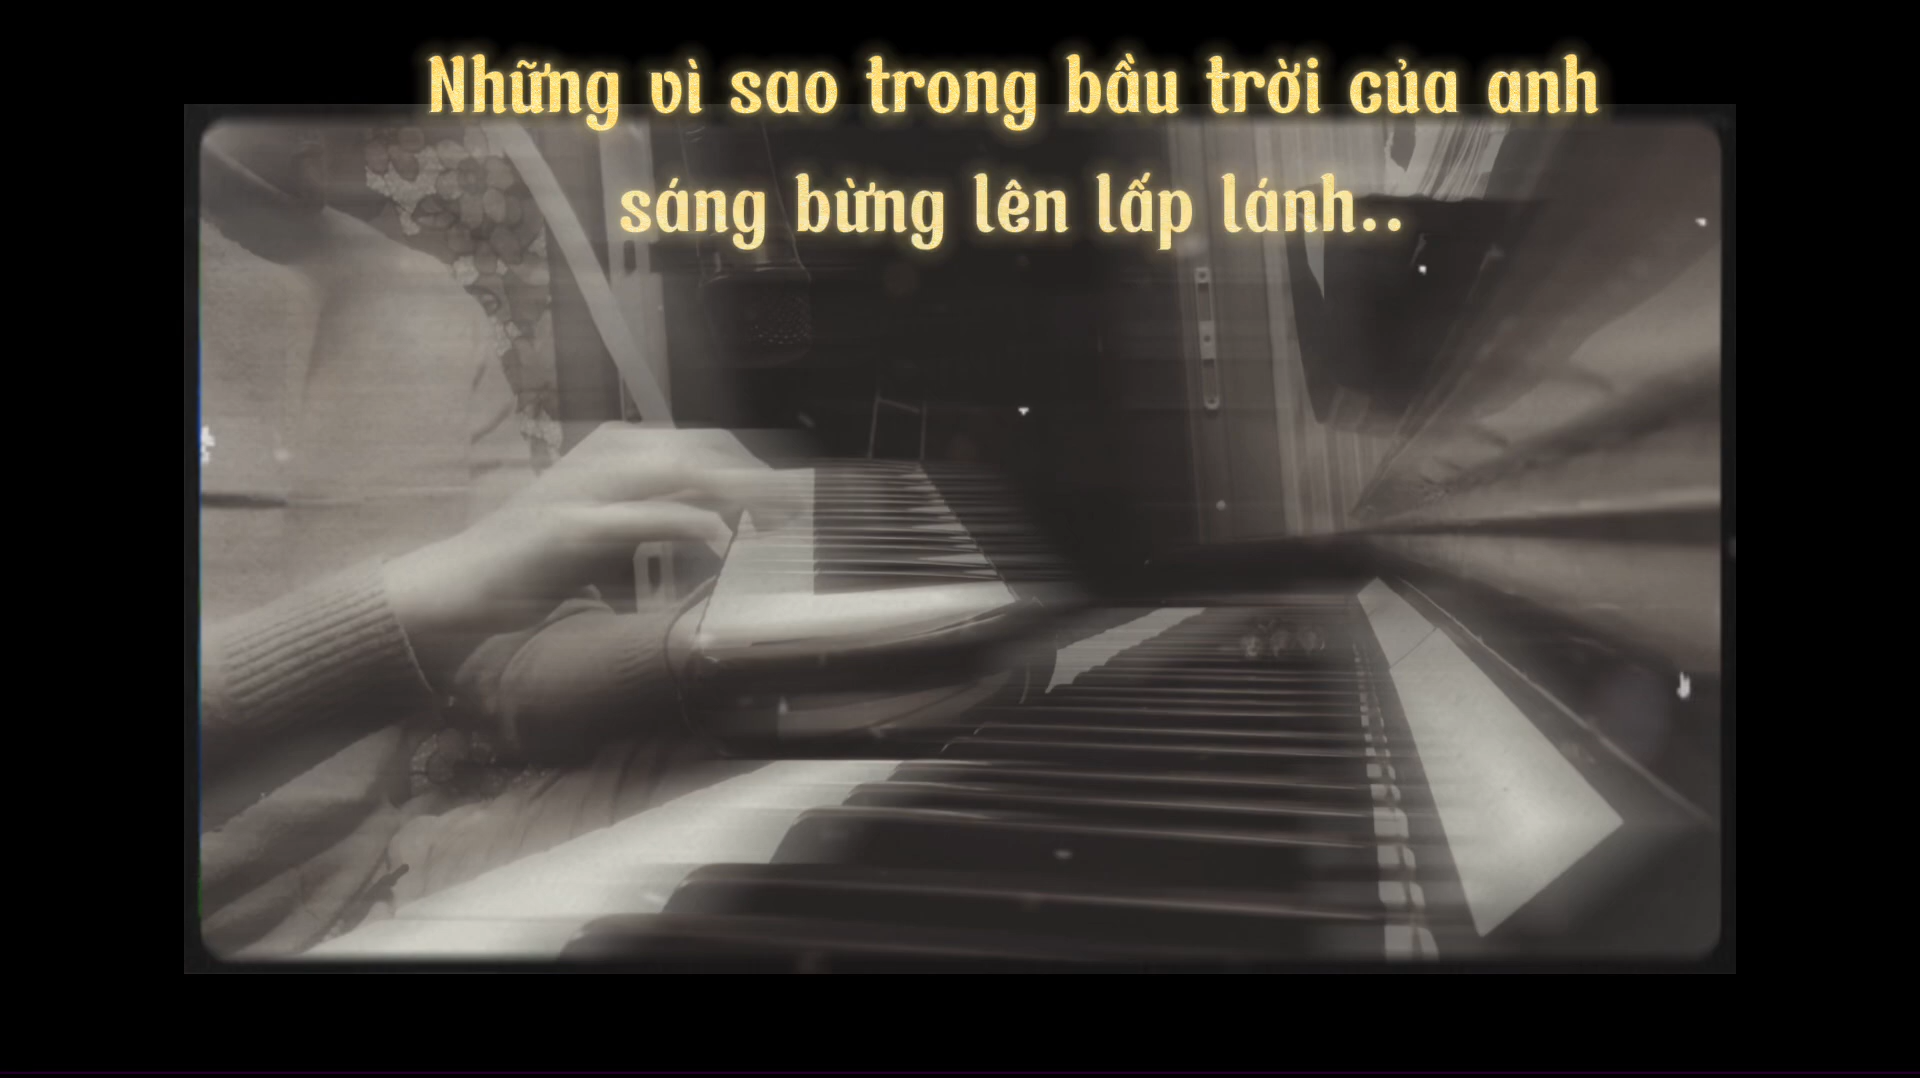 Những vì sao trong bầu trời của anh
sáng bừng lên lấp lánh..